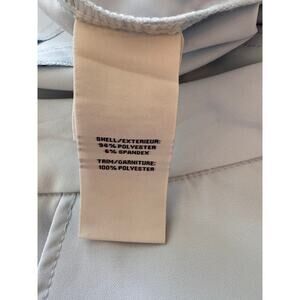 SHELL/EXTERIEUR:
94% POLYESTER
6% SPANDEX
TRIM/GARNITURE:
100% POLYESTER